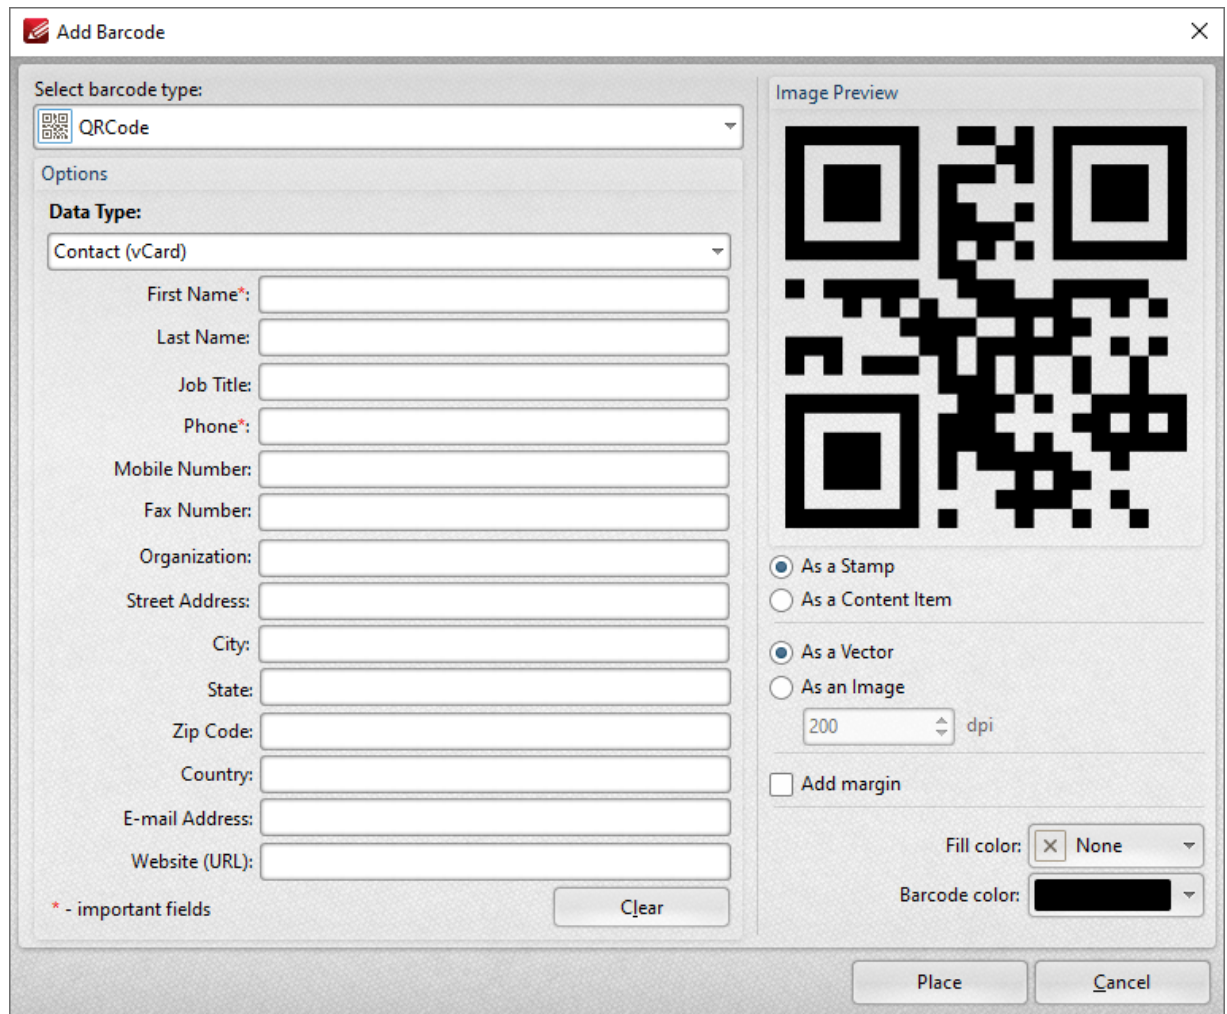 Add Barcode
Select barcode type:
QRCode
Options
Data Type:
Contact (vCard)
First Name*:
Last Name:
Job Title:
Phone*:
Mobile Number:
Fax Number:
Organization:
Street Address:
City:
State:
Zip Code:
Country:
E-mail Address:
Website (URL):
* - important fields
Clear
Image Preview
As a Stamp
As a Content Item
As a Vector
As an Image
200 dpi
Add margin
Fill color: None
Barcode color:
Place
Cancel